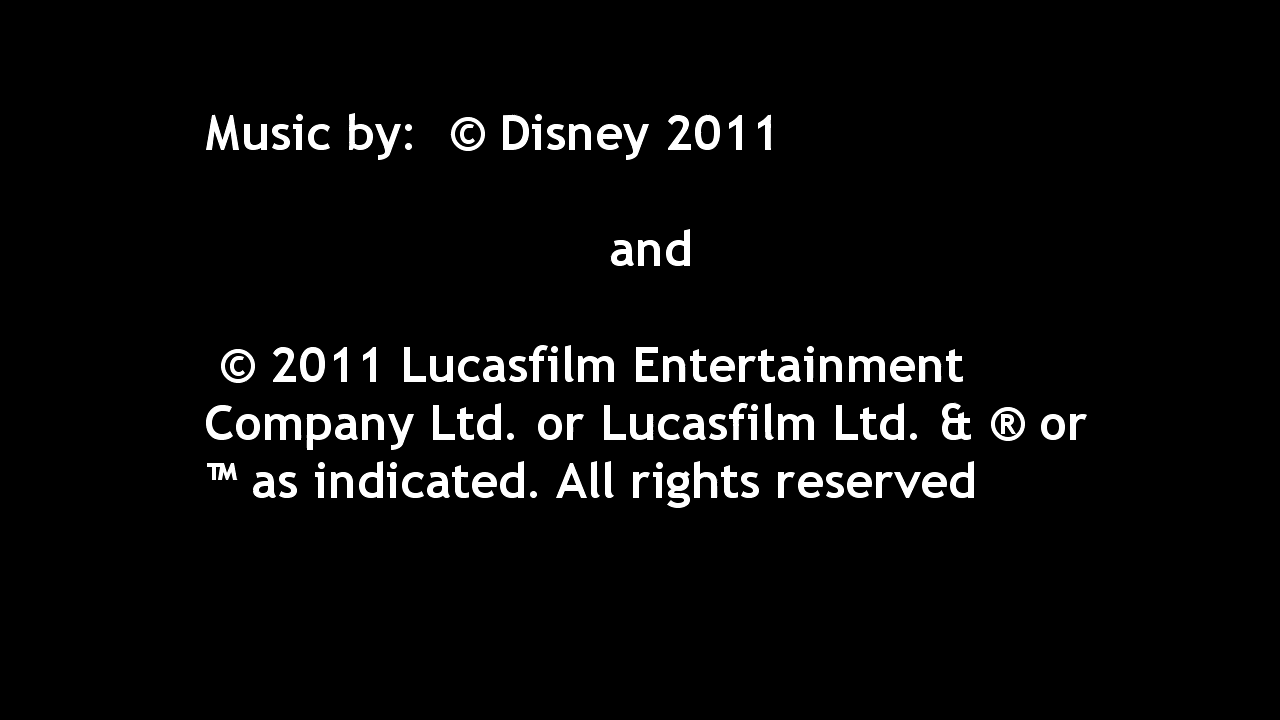 Music by:  © Disney 2011
and
© 2011 Lucasfilm Entertainment
Company Ltd. or Lucasfilm Ltd. & ® or
™ as indicated. All rights reserved